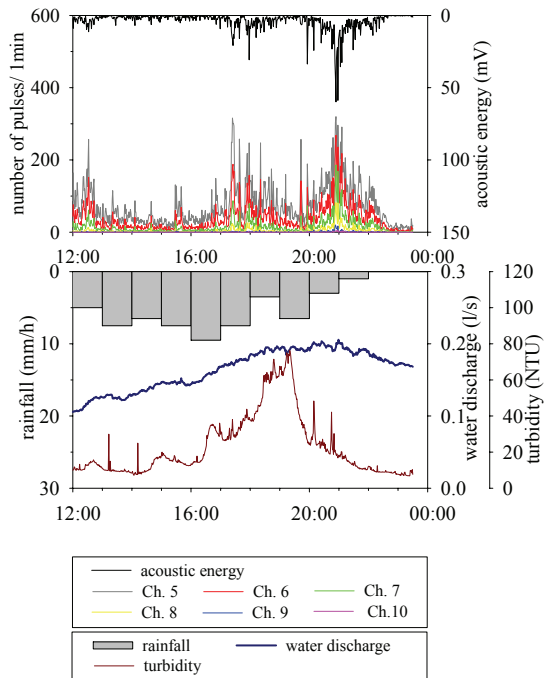 600
400
200
0
number of pulses/ 1min
0
50
100
150
acoustic energy (mV)
12:00 16:00 20:00 00:00
0
10
20
30
rainfall (mm/h)
0.3
0.2
0.1
0.0
water discharge (l/s)
120
100
80
60
40
20
0
turbidity (NTU)
12:00 16:00 20:00 00:00
acoustic energy
Ch. 5 Ch. 6 Ch. 7
Ch. 8 Ch. 9 Ch.10
rainfall water discharge
turbidity